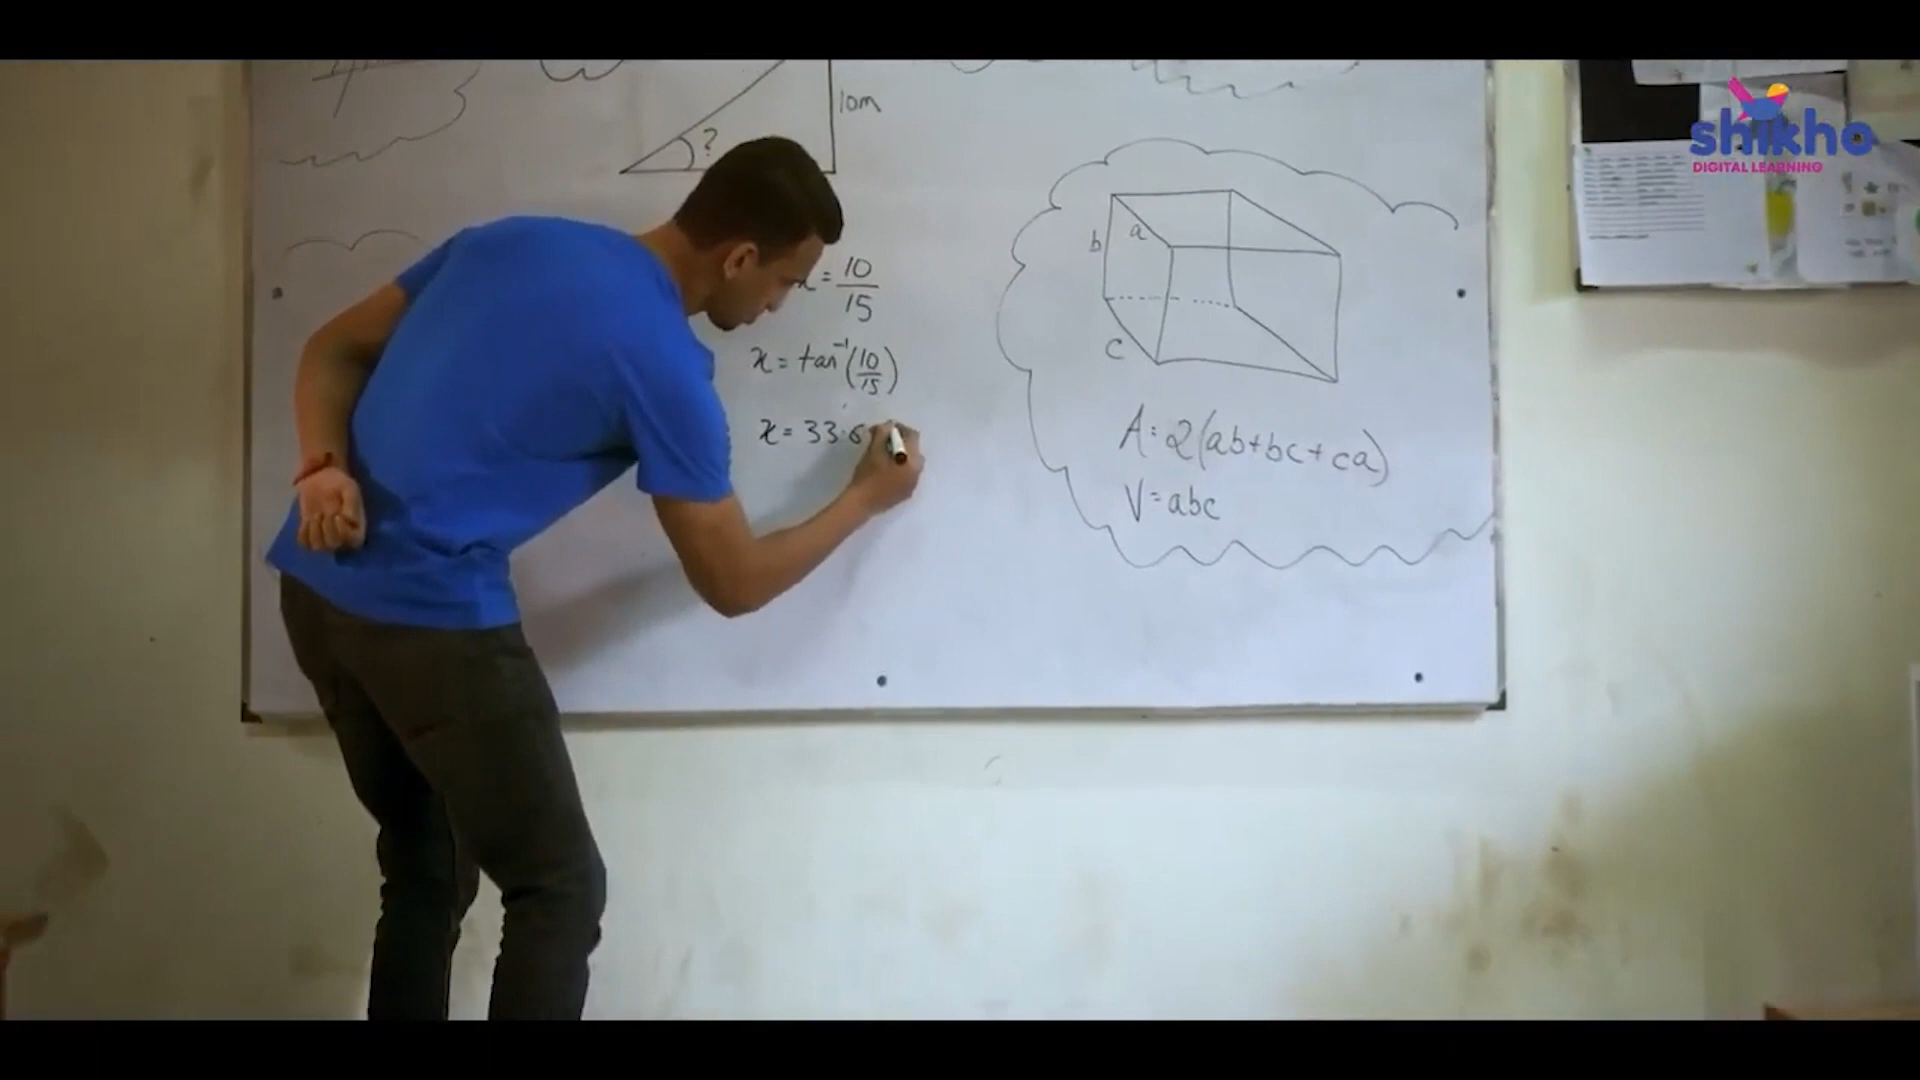 10m
?
shikho
DIGITAL LEARNING
b
a
c
= 10/15
x = tan⁻¹(10/15)
x = 33.6
A = 2(ab+bc+ca)
V = abc